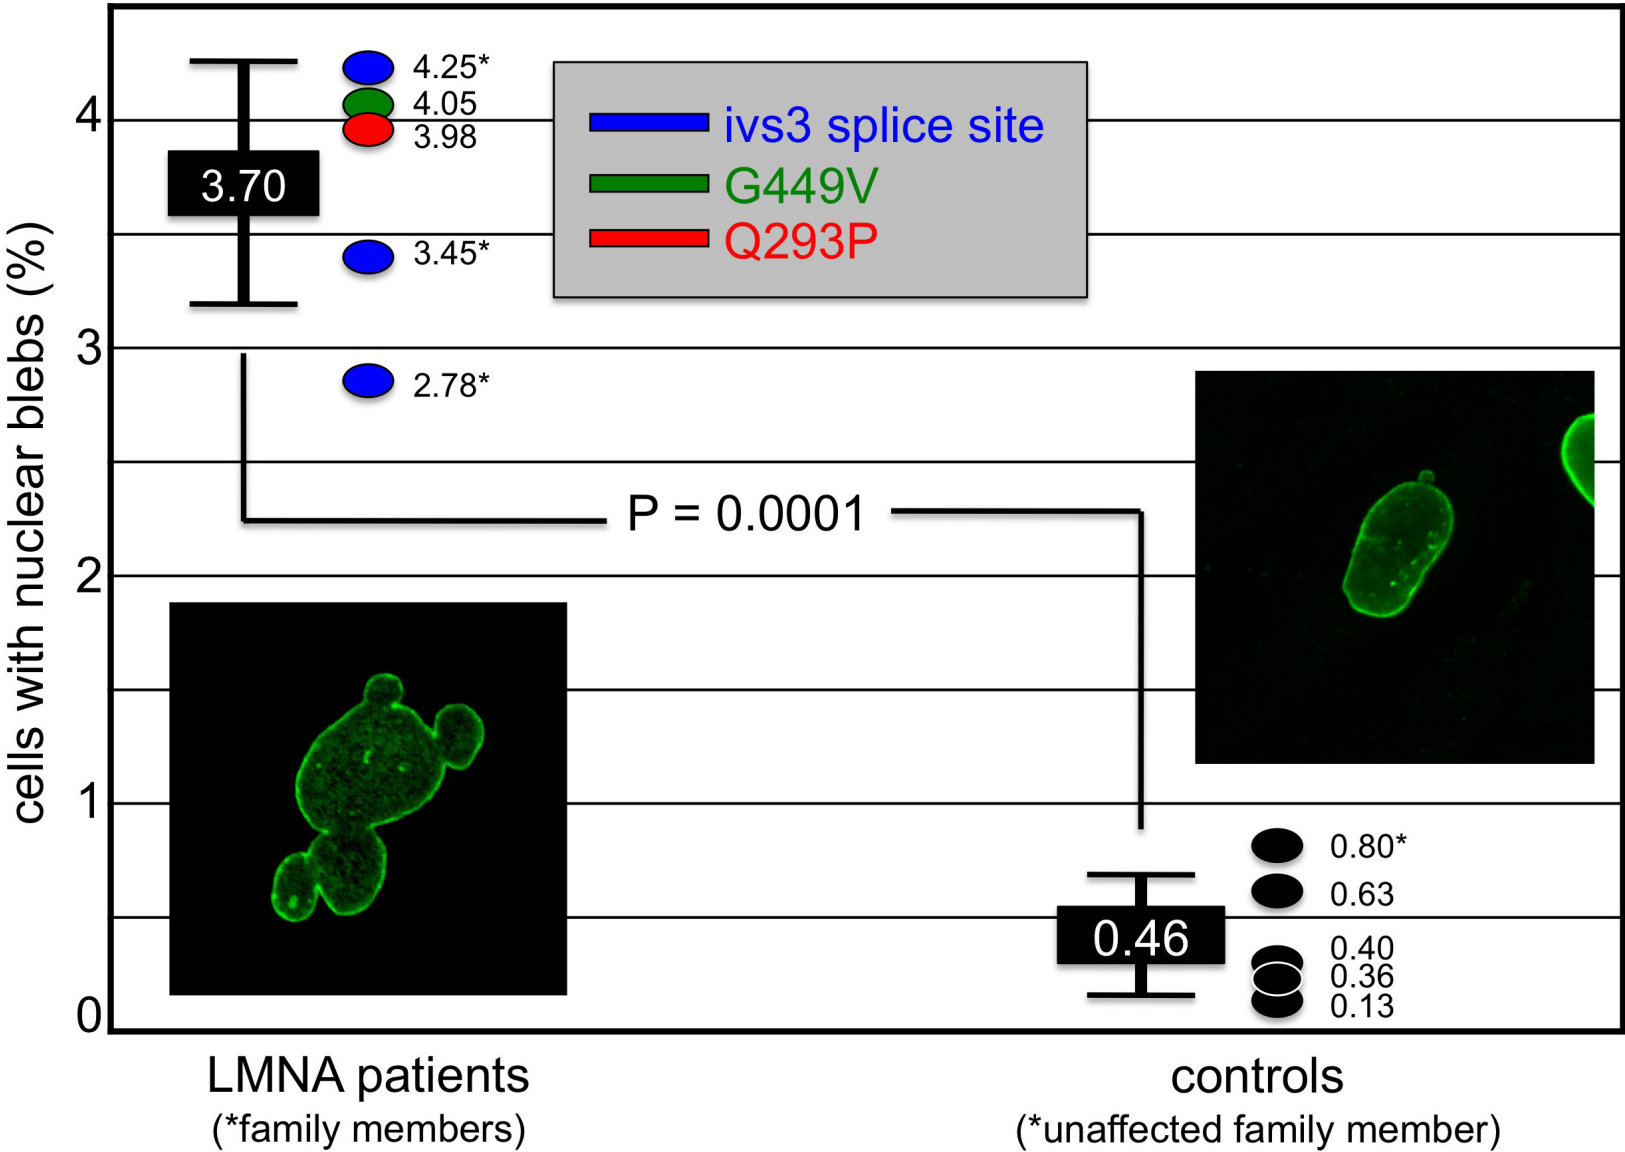 cells with nuclear blebs (%)
4
3
2
1
0
3.70
4.25*
4.05
3.98
3.45*
2.78*
ivs3 splice site
G449V
Q293P
P = 0.0001
0.46
0.80*
0.63
0.40
0.36
0.13
LMNA patients
(*family members)
controls
(*unaffected family member)